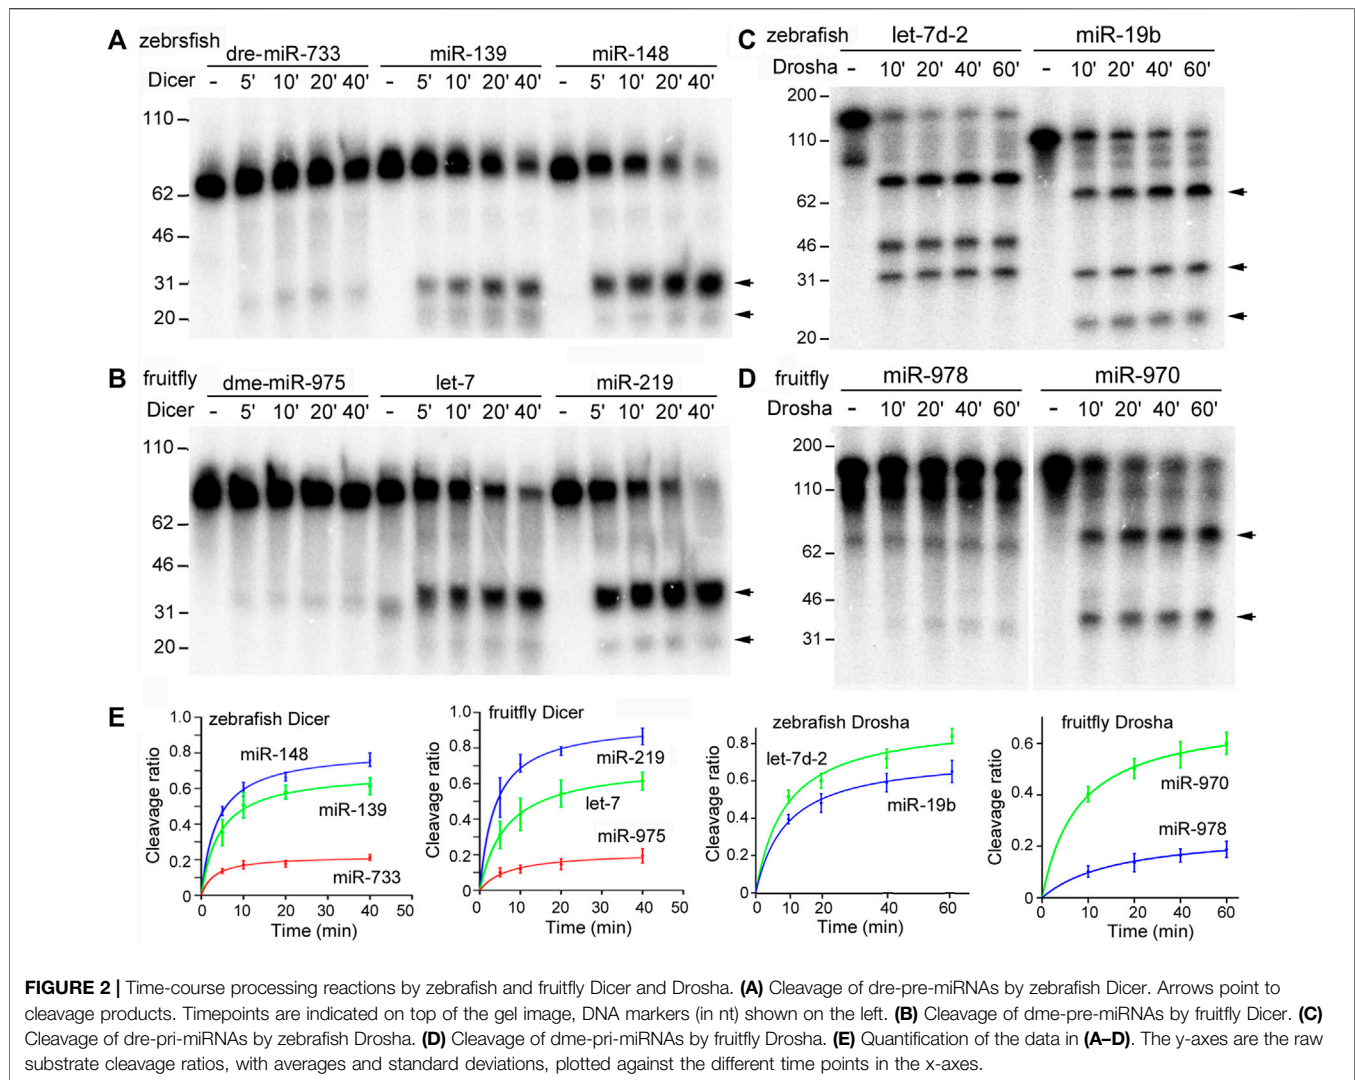 A zebrsfish
dre-miR-733 miR-139 miR-148
Dicer - 5' 10' 20' 40' - 5' 10' 20' 40' - 5' 10' 20' 40'
110
62
46
31
20
B fruitfly
dme-miR-975 let-7 miR-219
Dicer - 5' 10' 20' 40' - 5' 10' 20' 40' - 5' 10' 20' 40'
110
62
46
31
20
C zebrafish let-7d-2 miR-19b
Drosha - 10' 20' 40' 60' - 10' 20' 40' 60'
200
110
62
46
31
20
D fruitfly miR-978 miR-970
Drosha - 10' 20' 40' 60' - 10' 20' 40' 60'
200
110
62
46
31
E
zebrafish Dicer
Cleavage ratio
1.0
0.8
0.6
0.4
0.2
0
miR-148
miR-139
miR-733
0 10 20 30 40 50
Time (min)
fruitfly Dicer
Cleavage ratio
1.0
0.8
0.6
0.4
0.2
0
miR-219
let-7
miR-975
0 10 20 30 40 50
Time (min)
zebrafish Drosha
Cleavage ratio
0.8
0.6
0.4
0.2
0
let-7d-2
miR-19b
0 10 20 40 60
Time (min)
fruitfly Drosha
Cleavage ratio
0.6
0.4
0.2
0
miR-970
miR-978
0 20 40 60
Time (min)
FIGURE 2 | Time-course processing reactions by zebrafish and fruitfly Dicer and Drosha. (A) Cleavage of dre-pre-miRNAs by zebrafish Dicer. Arrows point to
cleavage products. Timepoints are indicated on top of the gel image, DNA markers (in nt) shown on the left. (B) Cleavage of dme-pre-miRNAs by fruitfly Dicer. (C)
Cleavage of dre-pri-miRNAs by zebrafish Drosha. (D) Cleavage of dme-pri-miRNAs by fruitfly Drosha. (E) Quantification of the data in (A–D). The y-axes are the raw
substrate cleavage ratios, with averages and standard deviations, plotted against the different time points in the x-axes.